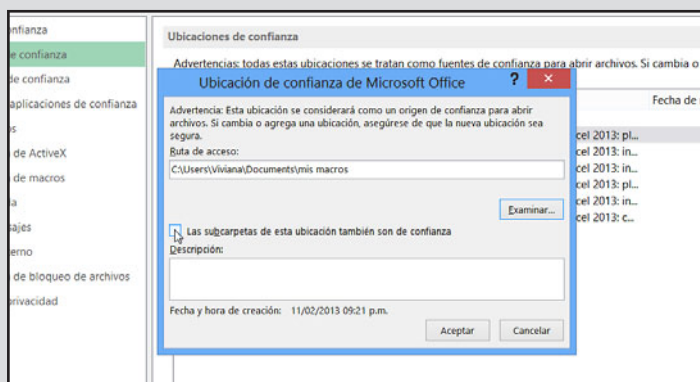 Ubicaciones de confianza
Advertencias: todas estas ubicaciones se tratan como fuentes de confianza para abrir archivos. Si cambia o
nfianza
e confianza
de confianza
aplicaciones de confianza
os
de ActiveX
de macros
la
sajes
erno
de bloqueo de archivos
privacidad
Ubicación de confianza de Microsoft Office
?
Advertencia: Esta ubicación se considerará como un origen de confianza para abrir
archivos. Si cambia o agrega una ubicación, asegúrese de que la nueva ubicación sea
segura.
Ruta de acceso:
C:\Users\Viviana\Documents\mis macros
Examinar...
Las subcarpetas de esta ubicación también son de confianza
Descripción:
Fecha y hora de creación: 11/02/2013 09:21 p.m.
Aceptar
Cancelar
Fecha de
cel 2013: pl...
cel 2013: in...
cel 2013: in...
cel 2013: pl...
cel 2013: in...
cel 2013: c...